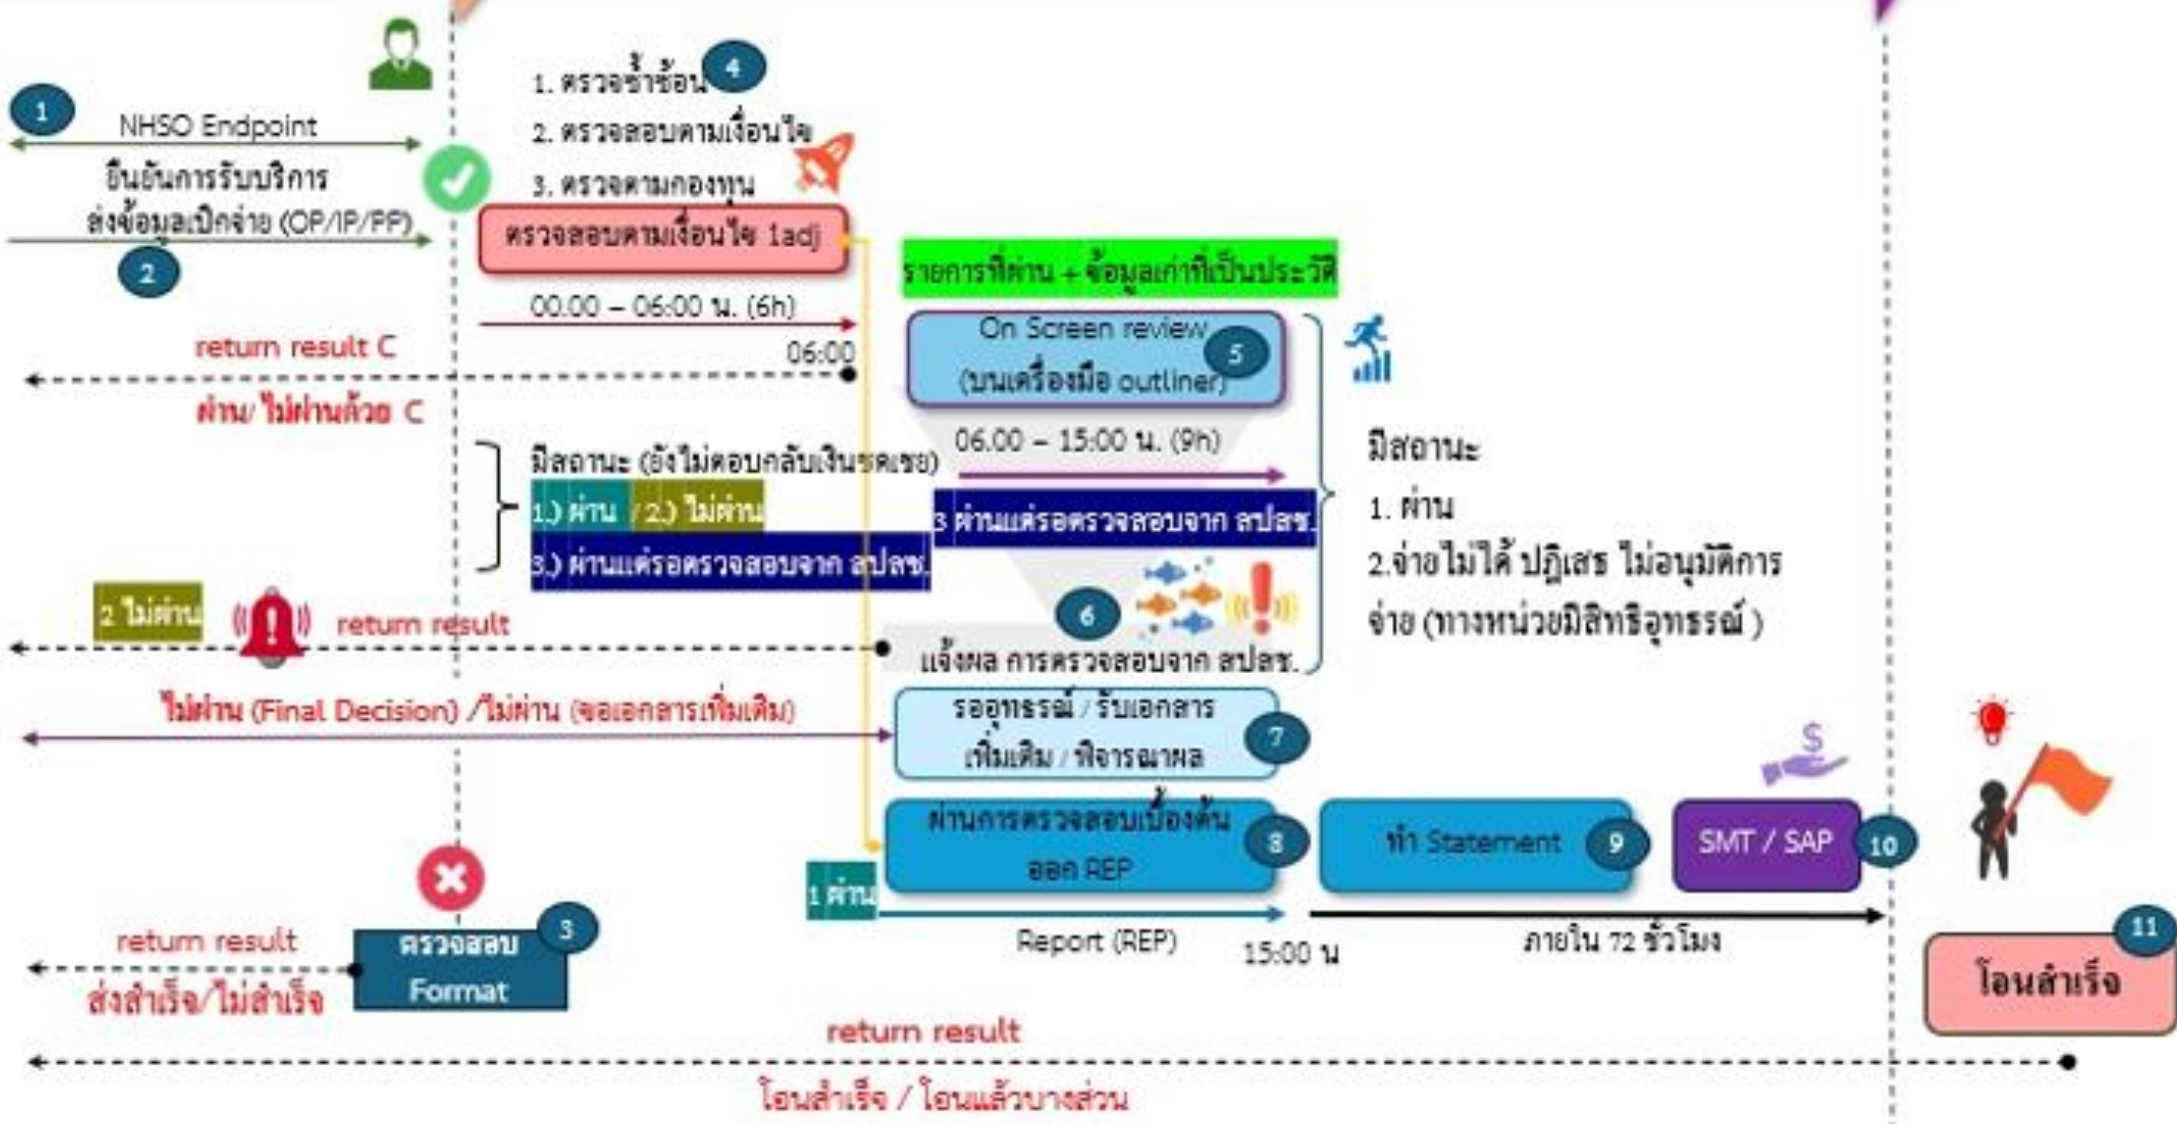 1
NHSO Endpoint
ยืนยันการรับบริการ
ส่งข้อมูลเบิกจ่าย (OP/IP/PP)
2
4
1. ตรวจซ้ำซ้อน
2. ตรวจสอบตามเงื่อนไข
3. ตรวจตามกองทุน
ตรวจสอบตามเงื่อนไข 1adj
00.00 – 06:00 น. (6h)
06:00
return result C
ผ่าน/ ไม่ผ่านด้วย C
รายการที่ผ่าน + ข้อมูลเก่าที่เป็นประวัติ
On Screen review
(บนเครื่องมือ outliner)
5
06.00 – 15:00 น. (9h)
มีสถานะ (ยังไม่ตอบกลับเงินชดเชย)
1.) ผ่าน / 2.) ไม่ผ่าน
3.) ผ่านแต่รอตรวจสอบจาก สปสช.
3 ผ่านแต่รอตรวจสอบจาก สปสช.
มีสถานะ
1. ผ่าน
2.จ่ายไม่ได้ ปฏิเสธ ไม่อนุมัติการ
จ่าย (ทางหน่วยมีสิทธิอุทธรณ์ )
2 ไม่ผ่าน
return result
6
แจ้งผล การตรวจสอบจาก สปสช.
ไม่ผ่าน (Final Decision) /ไม่ผ่าน (ขอเอกสารเพิ่มเติม)
รออุทธรณ์ / รับเอกสาร
เพิ่มเติม / พิจารณาผล
7
ผ่านการตรวจสอบเบื้องต้น
ออก REP
8
ทำ Statement
9
$
SMT / SAP
10
1 ผ่าน
Report (REP)
15:00 น
ภายใน 72 ชั่วโมง
3
ตรวจสอบ
Format
return result
ส่งสำเร็จ/ไม่สำเร็จ
11
โอนสำเร็จ
return result
โอนสำเร็จ / โอนแล้วบางส่วน